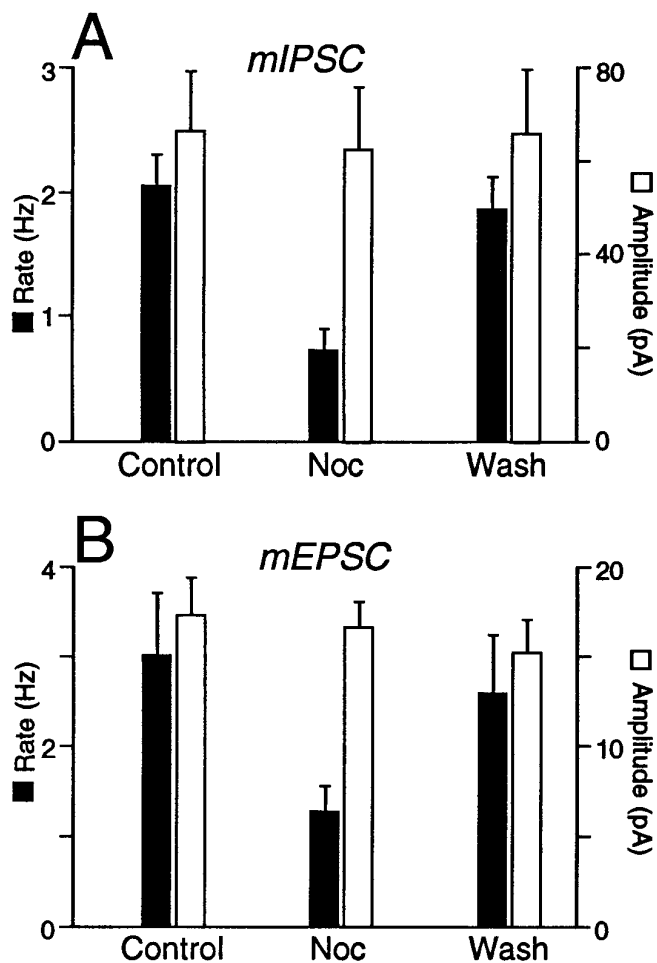 A
mIPSC
3
2
1
0
■ Rate (Hz)
80
40
0
□ Amplitude (pA)
Control Noc Wash
B
mEPSC
4
2
0
■ Rate (Hz)
20
10
0
□ Amplitude (pA)
Control Noc Wash